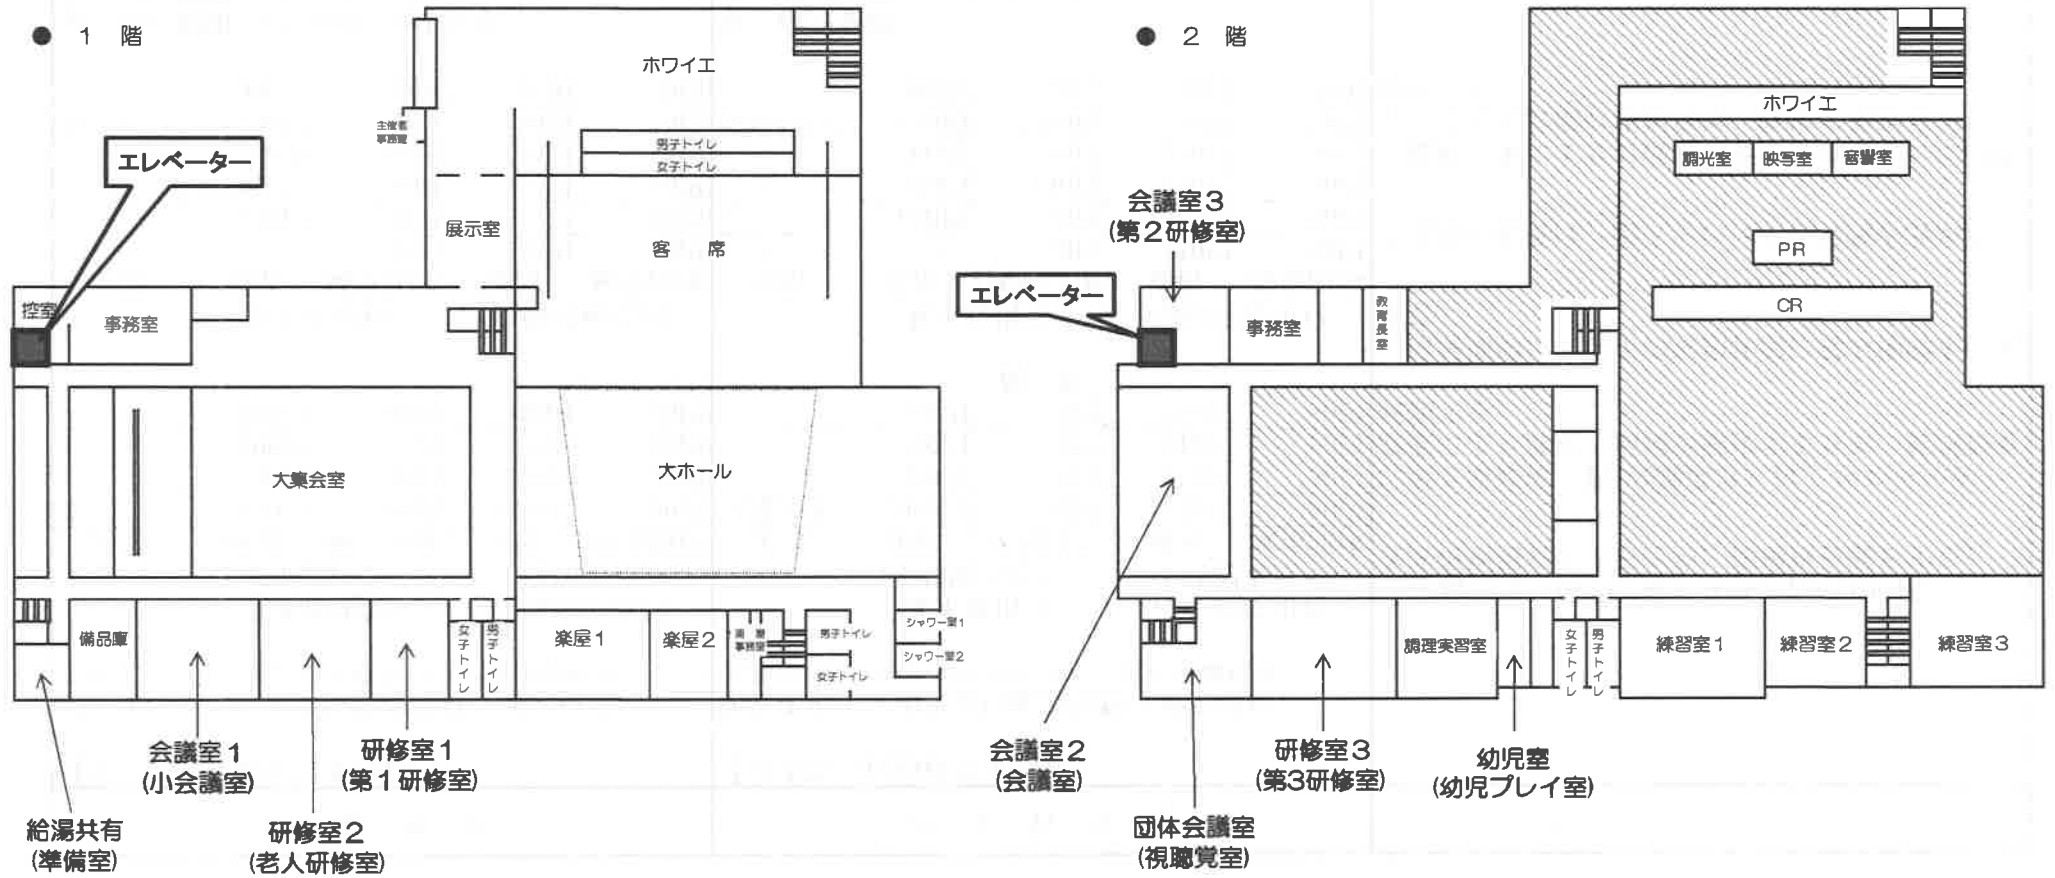 ● 1 階
ホワイエ
主催者
事務室
エレベーター
男子トイレ
女子トイレ
展示室
客 席
控室
事務室
大集会室
大ホール
備品庫
女子トイレ
男子トイレ
楽屋1
楽屋2
事務室
男子トイレ
女子トイレ
シャワー室1
シャワー室2
会議室1
(小会議室)
研修室1
(第1研修室)
給湯共有
(準備室)
研修室2
(老人研修室)
● 2 階
ホワイエ
調光室
映写室
音響室
会議室3
(第2研修室)
PR
エレベーター
事務室
教育長室
CR
調理実習室
女子トイレ
男子トイレ
練習室1
練習室2
練習室3
会議室2
(会議室)
研修室3
(第3研修室)
幼児室
(幼児プレイ室)
団体会議室
(視聴覚室)